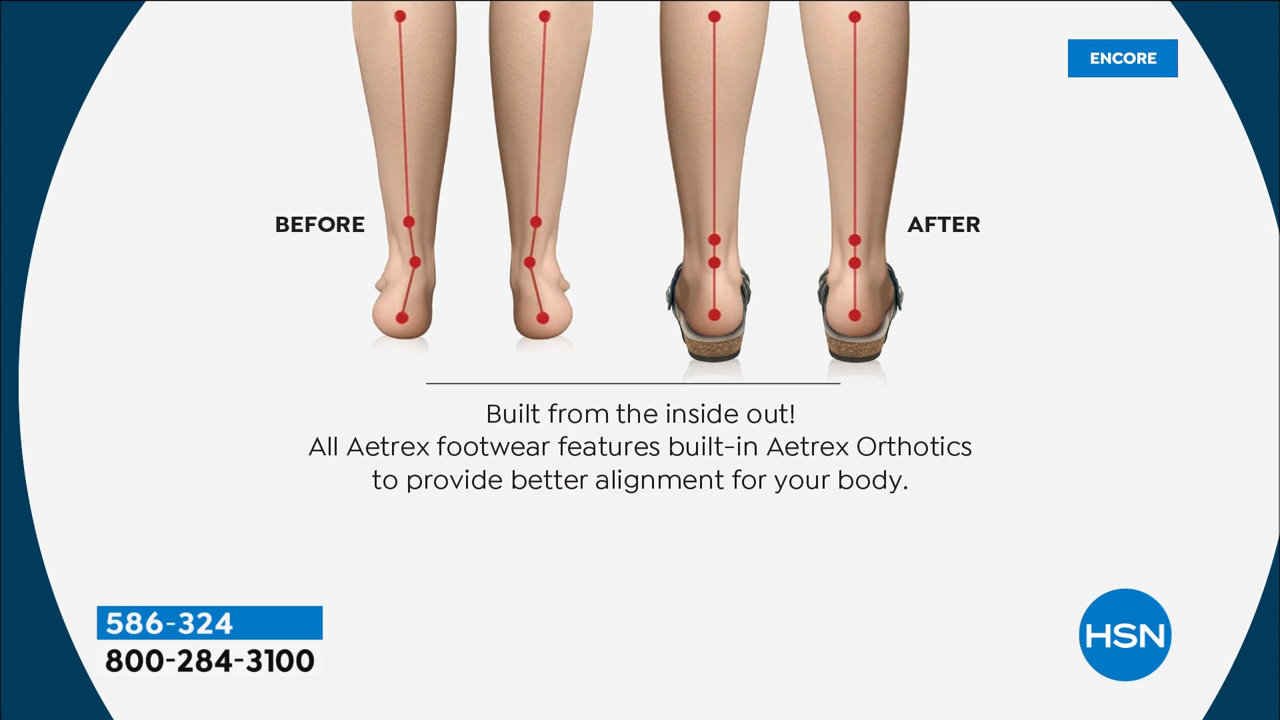 ENCORE
BEFORE
AFTER
Built from the inside out!
All Aetrex footwear features built-in Aetrex Orthotics
to provide better alignment for your body.
586-324
800-284-3100
HSN